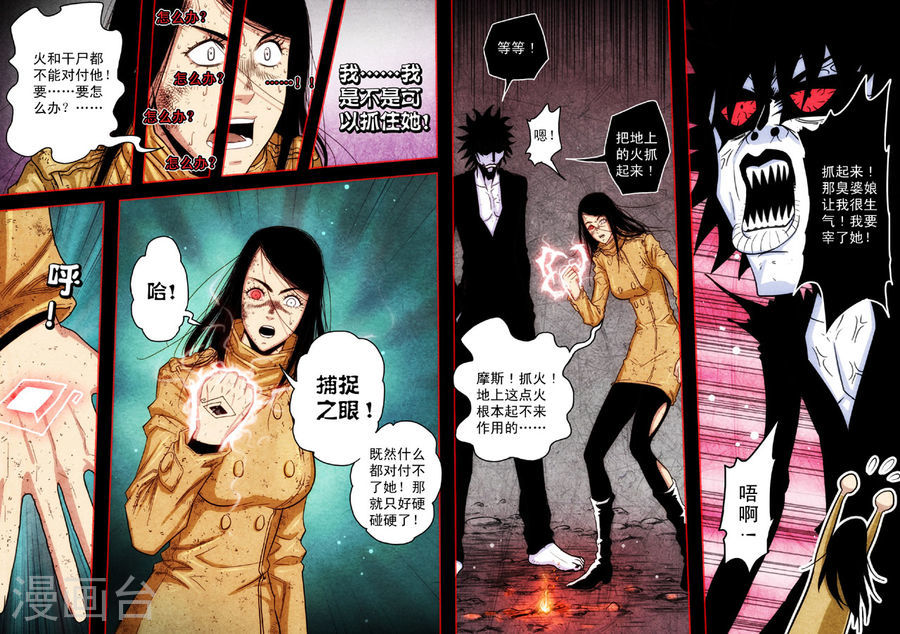 火和干尸都
不能对付他！
要……要怎
么办？……
怎么办？
怎么办？
怎么办？
怎么办？
怎么办？
……！！
我……我
是不是可
以抓住她！
呼！
哈！
捕捉
之眼！
既然什么
都对付不
了她！那
就只好硬
碰硬了！
等等！
嗯！
把地上
的火抓
起来！
摩斯！抓火！
地上这点火
根本起不来
作用的……
抓起来！
那臭婆娘
让我很生
气！我要
宰了她！
唔
啊
！
漫画台